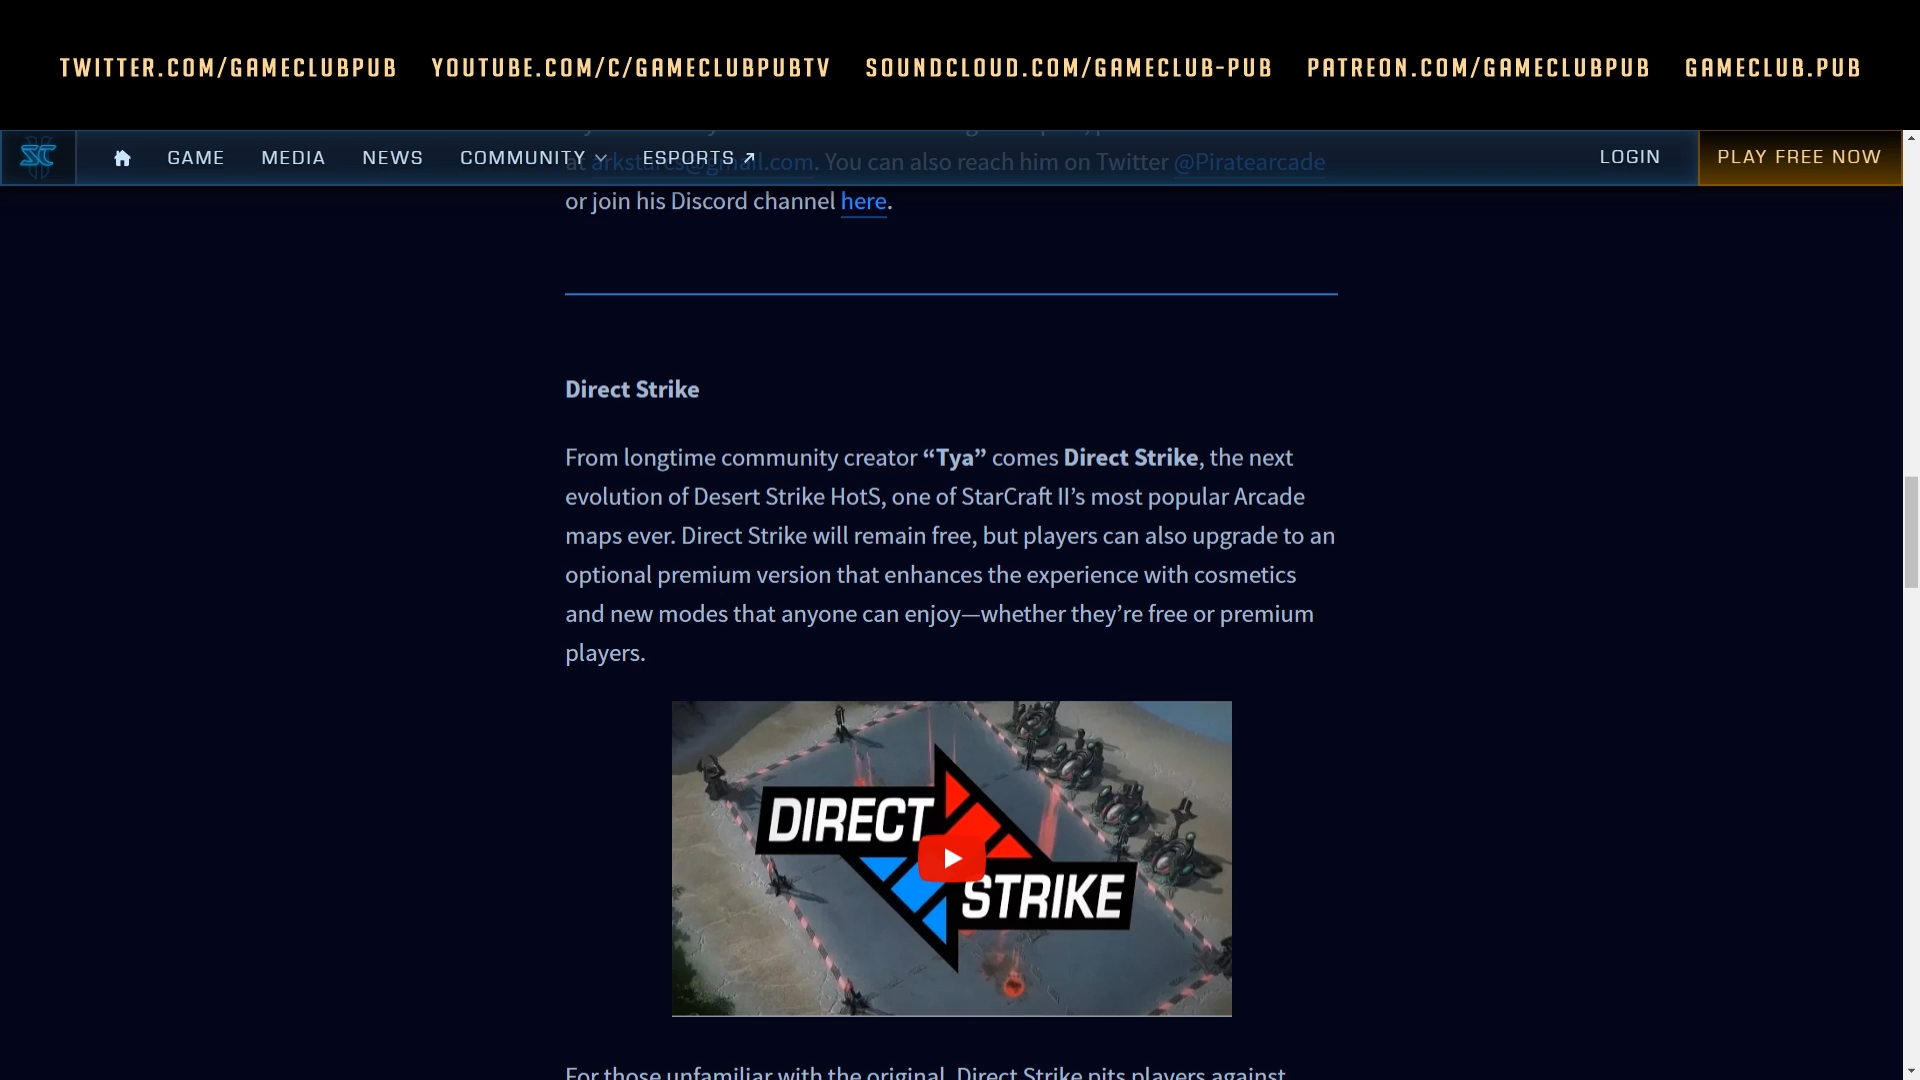 TWITTER.COM/GAMECLUBPUB YOUTUBE.COM/C/GAMECLUBPUBTV SOUNDCLOUD.COM/GAMECLUB-PUB PATREON.COM/GAMECLUBPUB GAMECLUB.PUB
GAME MEDIA NEWS COMMUNITY ESPORTS LOGIN PLAY FREE NOW
at arkstarcs@gmail.com. You can also reach him on Twitter @Piratearcade
or join his Discord channel here.
Direct Strike
From longtime community creator “Tya” comes Direct Strike, the next
evolution of Desert Strike HotS, one of StarCraft II’s most popular Arcade
maps ever. Direct Strike will remain free, but players can also upgrade to an
optional premium version that enhances the experience with cosmetics
and new modes that anyone can enjoy—whether they’re free or premium
players.
DIRECT
STRIKE
For those unfamiliar with the original, Direct Strike pits players against